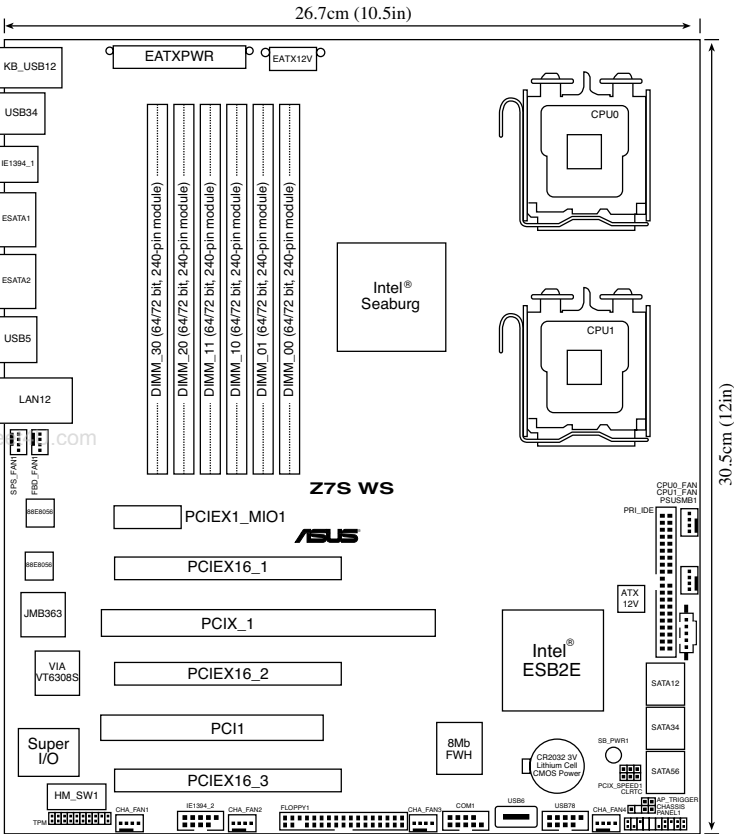 26.7cm (10.5in)
KB_USB12
EATXPWR
EATX12V
USB34
CPU0
IE1394_1
ESATA1
DIMM_30 (64/72 bit, 240-pin module)
DIMM_20 (64/72 bit, 240-pin module)
DIMM_11 (64/72 bit, 240-pin module)
DIMM_10 (64/72 bit, 240-pin module)
DIMM_01 (64/72 bit, 240-pin module)
DIMM_00 (64/72 bit, 240-pin module)
ESATA2
Intel®
Seaburg
USB5
CPU1
LAN12
.com
30.5cm (12in)
SPS_FAN1
FBD_FAN1
Z7S WS
CPU0_FAN
CPU1_FAN
PSUSMB1
88E8056
PCIEX1_MIO1
PRI_IDE
ASUS
88E8056
PCIEX16_1
JMB363
ATX
12V
PCIX_1
Intel®
ESB2E
VIA
VT6308S
PCIEX16_2
SATA12
PCI1
SATA34
Super
I/O
8Mb
FWH
SB_PWR1
CR2032 3V
Lithium Cell
CMOS Power
SATA56
PCIEX16_3
PCIX_SPEED1
CLRTC
HM_SW1
AP_TRIGGER
CHASSIS
PANEL1
TPM
CHA_FAN1
IE1394_2
CHA_FAN2
FLOPPY1
CHA_FAN3
COM1
USB6
USB78
CHA_FAN4